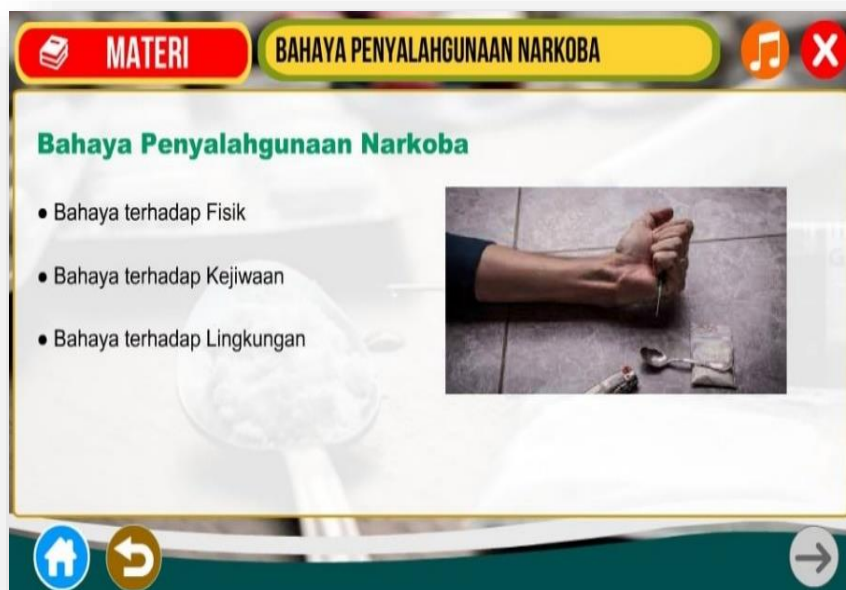 MATERI
BAHAYA PENYALAHGUNAAN NARKOBA
Bahaya Penyalahgunaan Narkoba
● Bahaya terhadap Fisik
● Bahaya terhadap Kejiwaan
● Bahaya terhadap Lingkungan